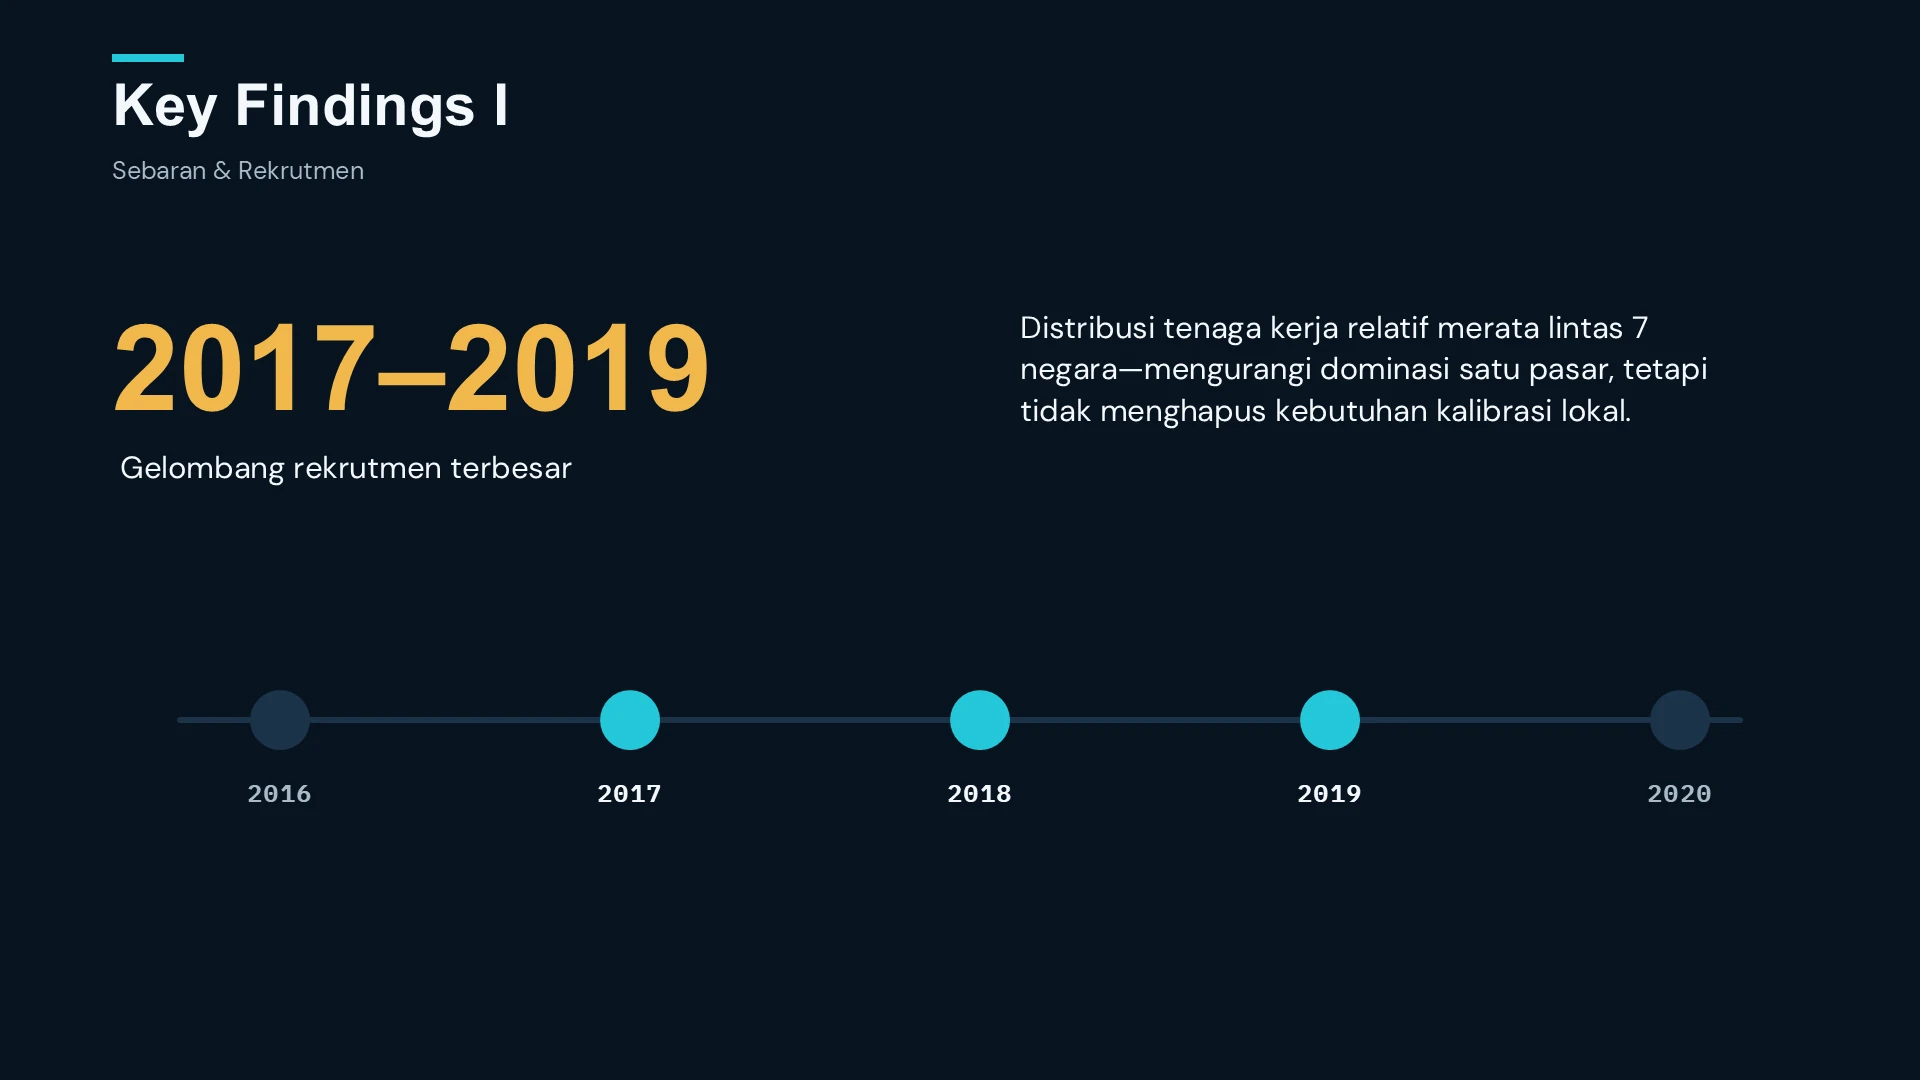 Key Findings I
Sebaran & Rekrutmen
2017–2019
Gelombang rekrutmen terbesar
Distribusi tenaga kerja relatif merata lintas 7
negara—mengurangi dominasi satu pasar, tetapi
tidak menghapus kebutuhan kalibrasi lokal.
2016
2017
2018
2019
2020